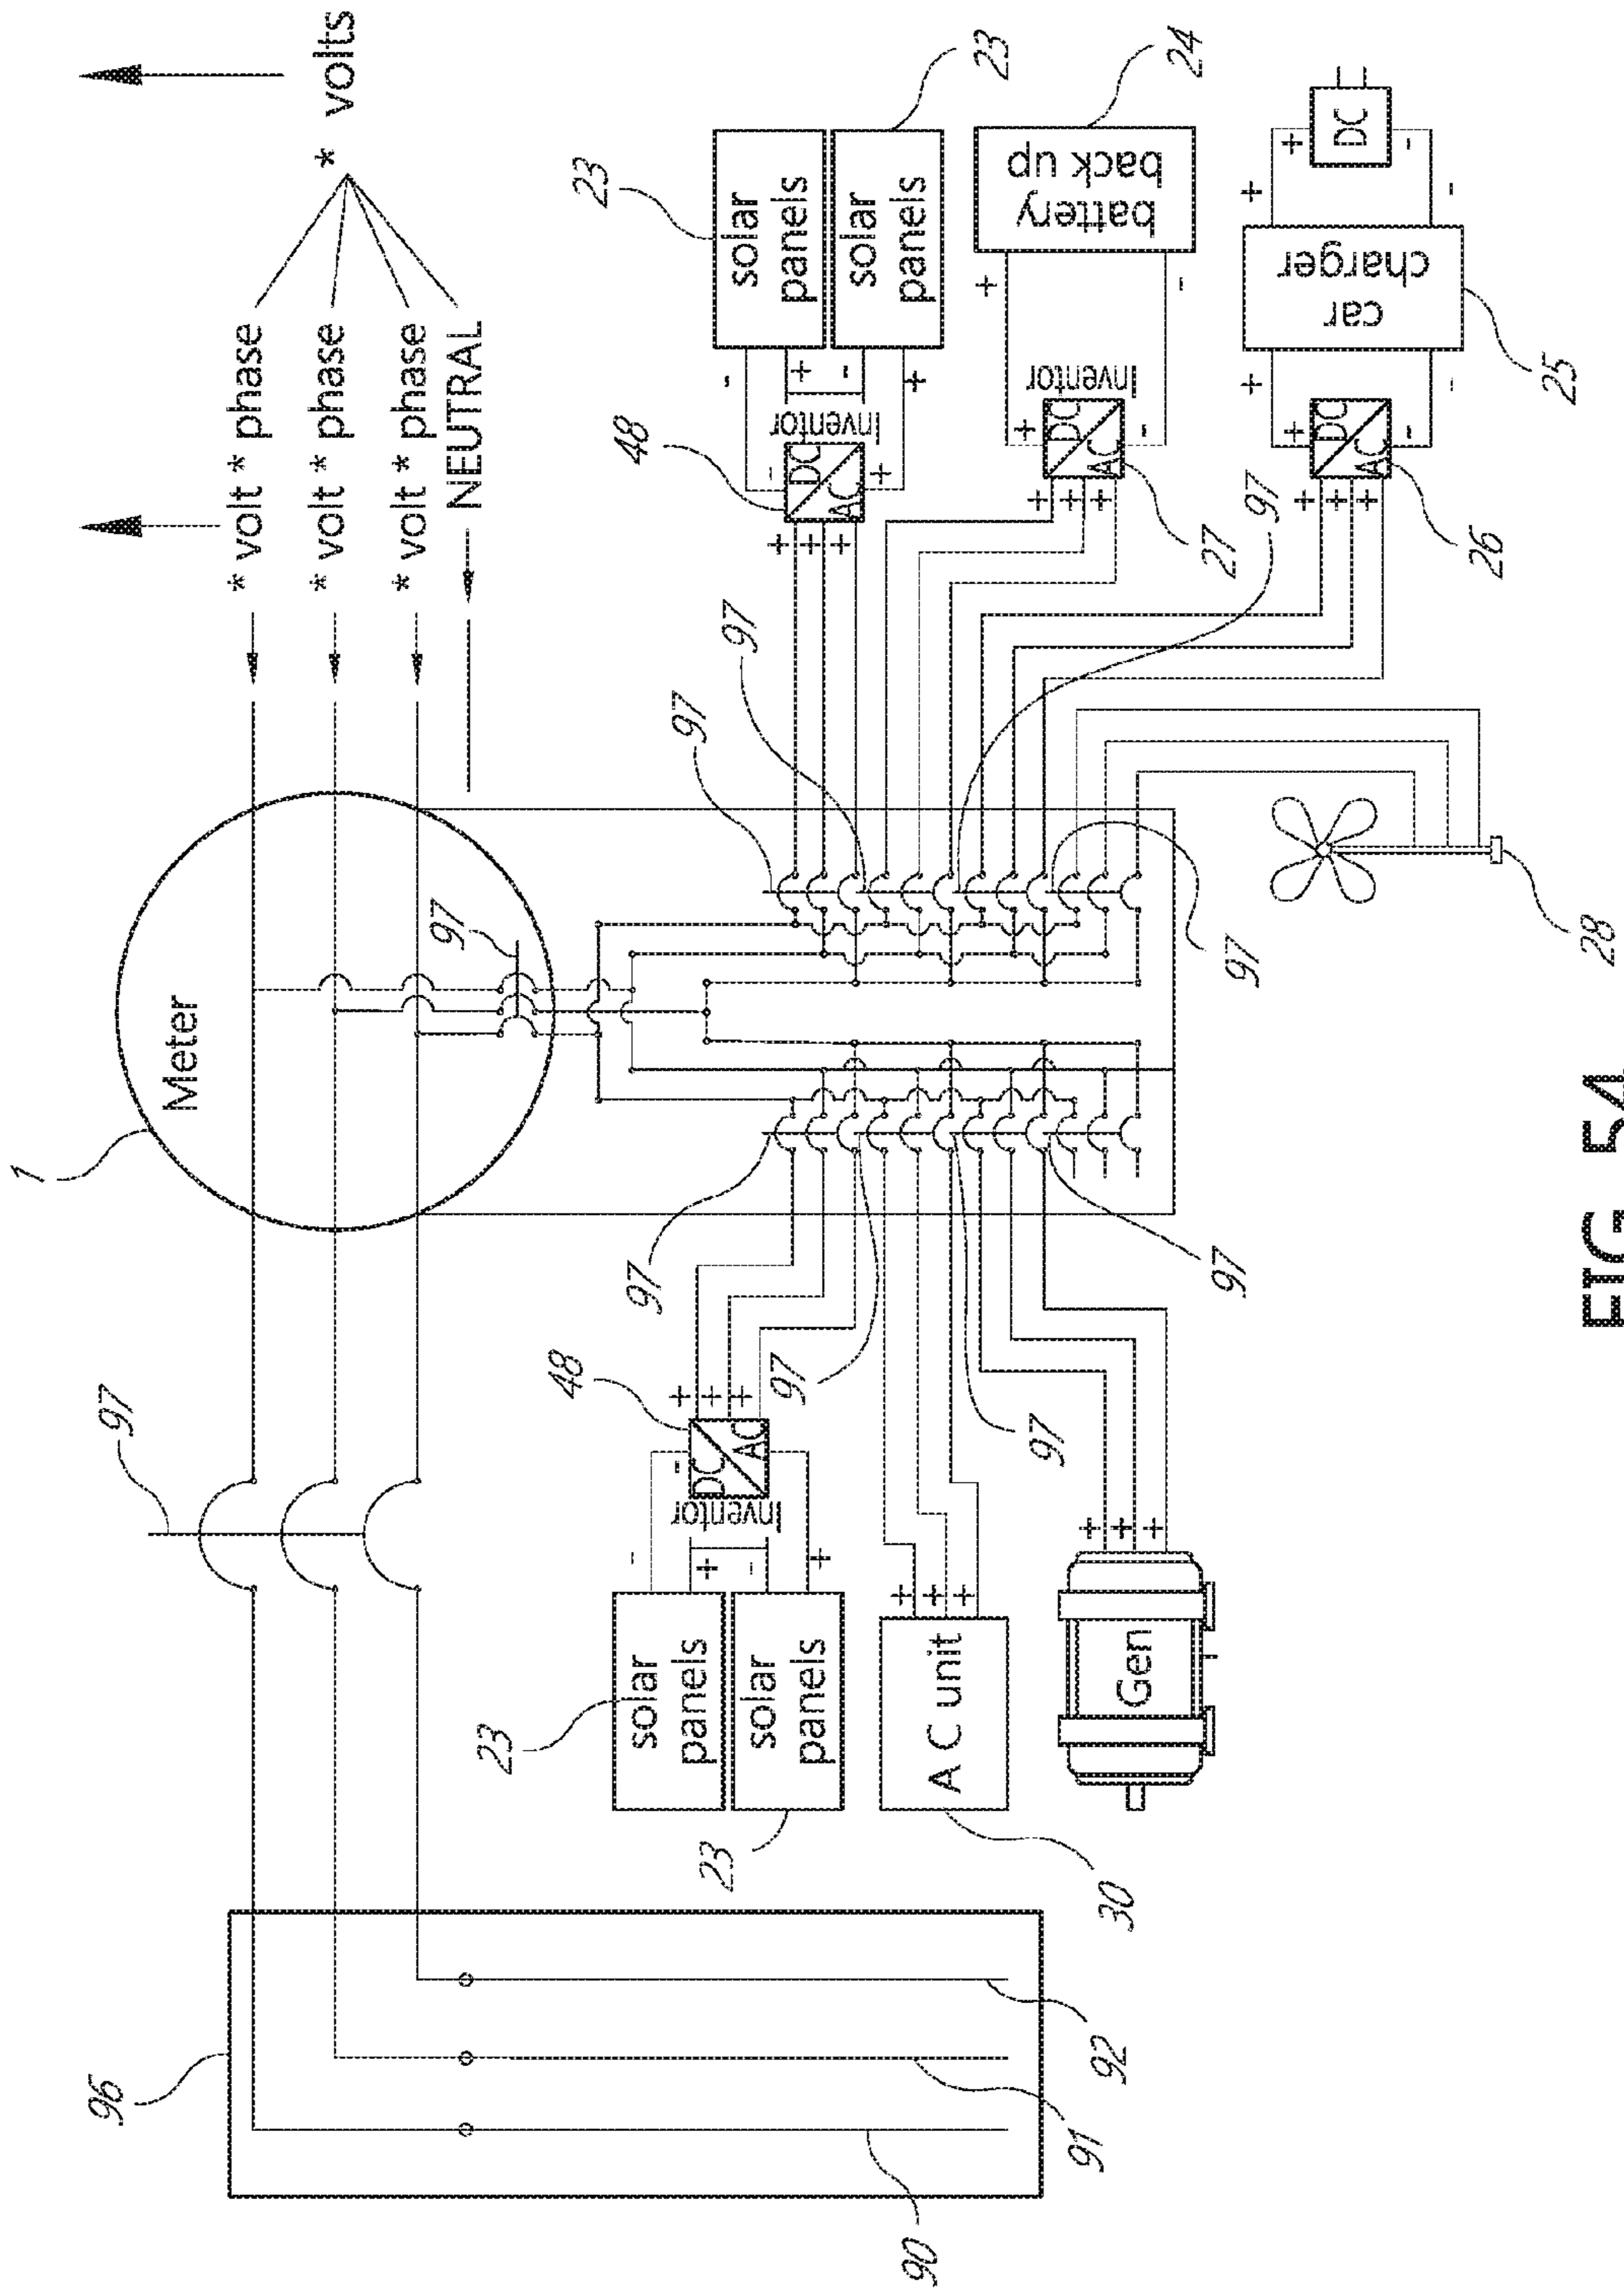 1
Meter
97
* volt * phase
* volt * phase
* volt * phase
NEUTRAL
* volts
97
96
90
91
92
97
97
97
97
97
97
97
97
97
23
solar
panels
solar
panels
23
48
DC
AC
Inventor
-
+
-
+
-
+
+
+
A C unit
30
+
+
+
Gen
+
+
+
48
DC
AC
Inventor
-
+
+
+
+
-
+
-
+
23
solar
panels
solar
panels
23
24
battery
back up
+
-
Inventor
DC
AC
+
-
+
+
+
27
car
charger
25
+
-
+
-
DC
+
-
DC
AC
+
-
+
+
+
26
28
FIG. 54